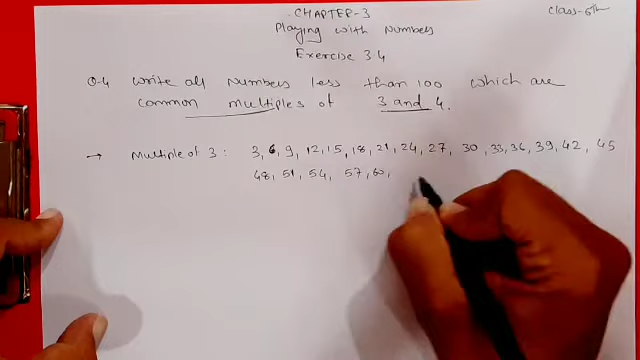 CHAPTER-3
Class-6th
Playing with Numbers
Exercise 3.4
Q-4 Write all Numbers less than 100 which are
common multiples of 3 and 4.
→ Multiple of 3 : 3, 6, 9, 12, 15, 18, 21, 24, 27, 30, 33, 36, 39, 42, 45
48, 51, 54, 57, 60,